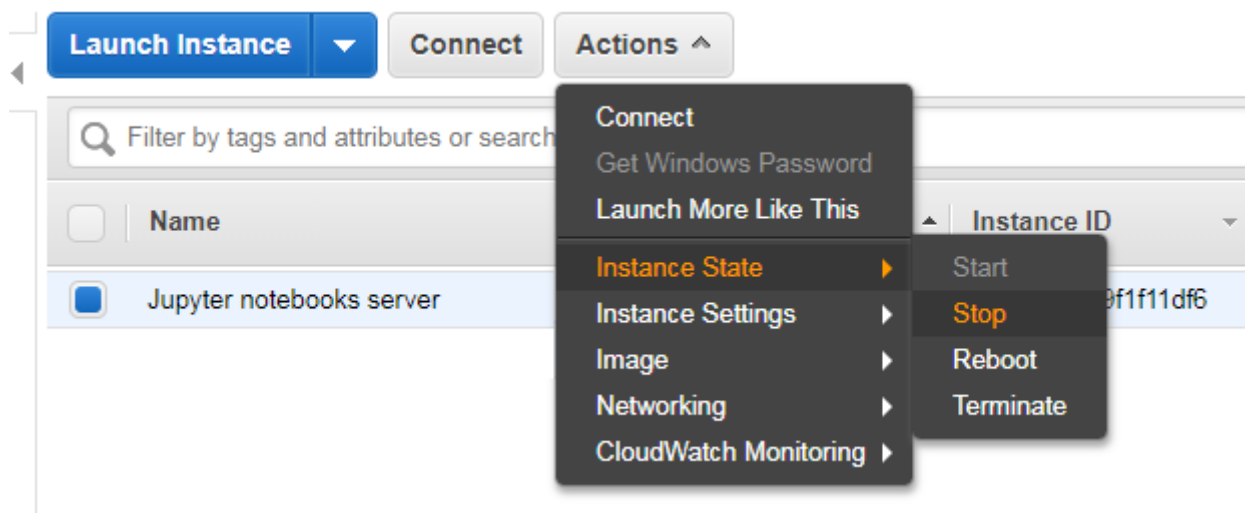 Launch Instance Connect Actions
Filter by tags and attributes or search
Connect
Get Windows Password
Launch More Like This
Name Instance ID
Instance State Start
Jupyter notebooks server 9f1f11df6
Instance Settings Stop
Image Reboot
Networking Terminate
CloudWatch Monitoring